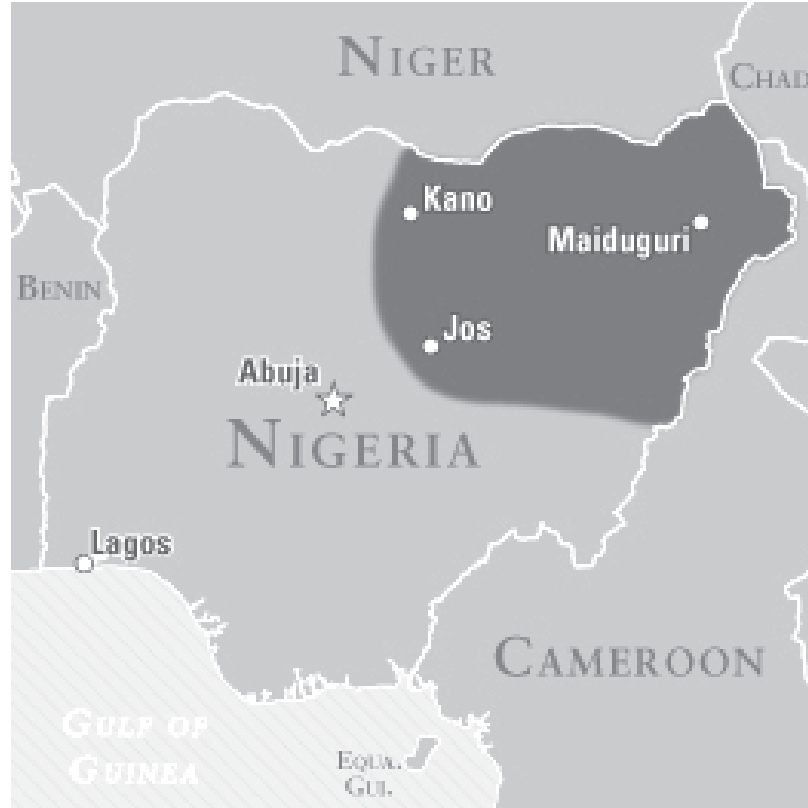 NIGER
CHAD
Kano
Maiduguri
BENIN
Jos
Abuja
NIGERIA
Lagos
CAMEROON
GULF OF
GUINEA
EQUA.
GUI.